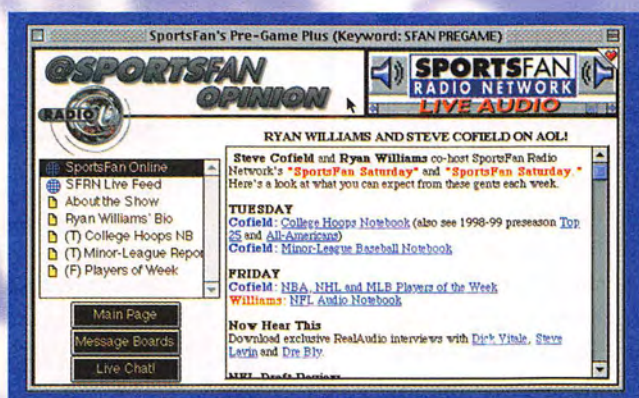 SportsFan's Pre-Game Plus (Keyword: SFAN PREGAME)
@SPORTSFAN
OPINION
RADIO
SPORTSFAN
RADIO NETWORK
LIVE AUDIO
RYAN WILLIAMS AND STEVE COFIELD ON AOL!
SportsFan Online
SFRN Live Feed
About the Show
Ryan Williams' Bio
(T) College Hoops NB
(T) Minor-League Repor
(F) Players of Week
Main Page
Message Boards
Live Chat!
Steve Cofield and Ryan Williams co-host SportsFan Radio
Network's "SportsFan Saturday" and "SportsFan Saturday."
Here's a look at what you can expect from these gents each week.
TUESDAY
Cofield: College Hoops Notebook (also see 1998-99 preseason Top
25 and All-Americans)
Cofield: Minor-League Baseball Notebook
FRIDAY
Cofield: NBA, NHL and MLB Players of the Week
Williams: NFL Audio Notebook
Now Hear This
Download exclusive RealAudio interviews with Dick Vitale, Steve
Lavin and Dre Bly.
NFL Draft Review